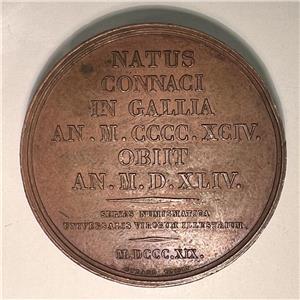 NATUS
CONNACI
IN GALLIA
AN . M . CCCC . XCIV .
OBIIT
AN . M . D . XLIV .
SERIES NUMISMATICA
UNIVERSALIS VIRORUM ILLUSTRIUM .
M . DCCC . XIX .